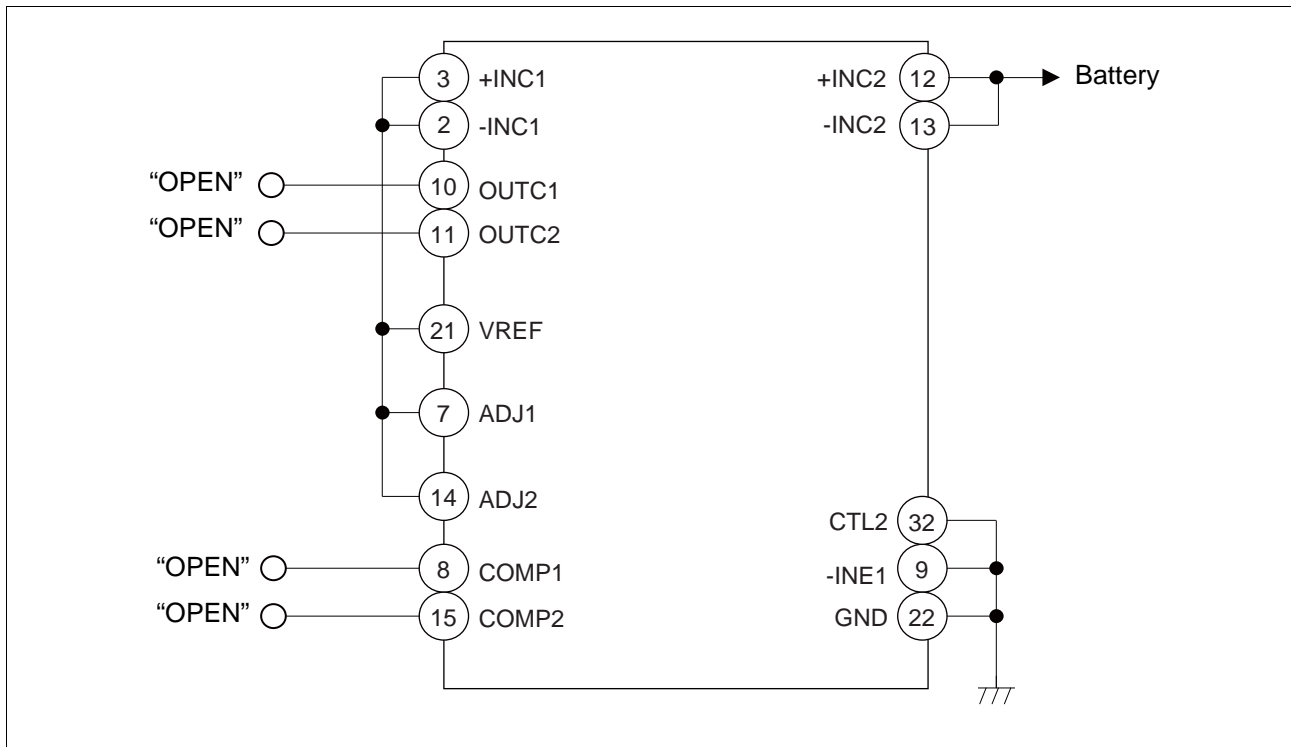 3 +INC1
2 -INC1
“OPEN” 10 OUTC1
“OPEN” 11 OUTC2
21 VREF
7 ADJ1
14 ADJ2
“OPEN” 8 COMP1
“OPEN” 15 COMP2
+INC2 12 Battery
-INC2 13
CTL2 32
-INE1 9
GND 22